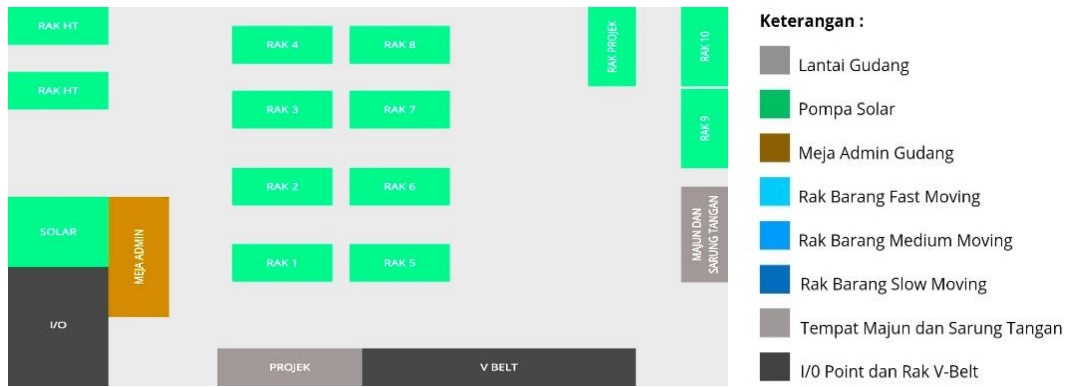 RAK HT
RAK HT
SOLAR
MEJA ADMIN
I/O
RAK 4
RAK 8
RAK 3
RAK 7
RAK 2
RAK 6
RAK 1
RAK 5
RAK PROJEK
RAK 10
RAK 9
MAJUN DAN
SARUNG TANGAN
PROJEK
V BELT
Keterangan :
Lantai Gudang
Pompa Solar
Meja Admin Gudang
Rak Barang Fast Moving
Rak Barang Medium Moving
Rak Barang Slow Moving
Tempat Majun dan Sarung Tangan
I/0 Point dan Rak V-Belt